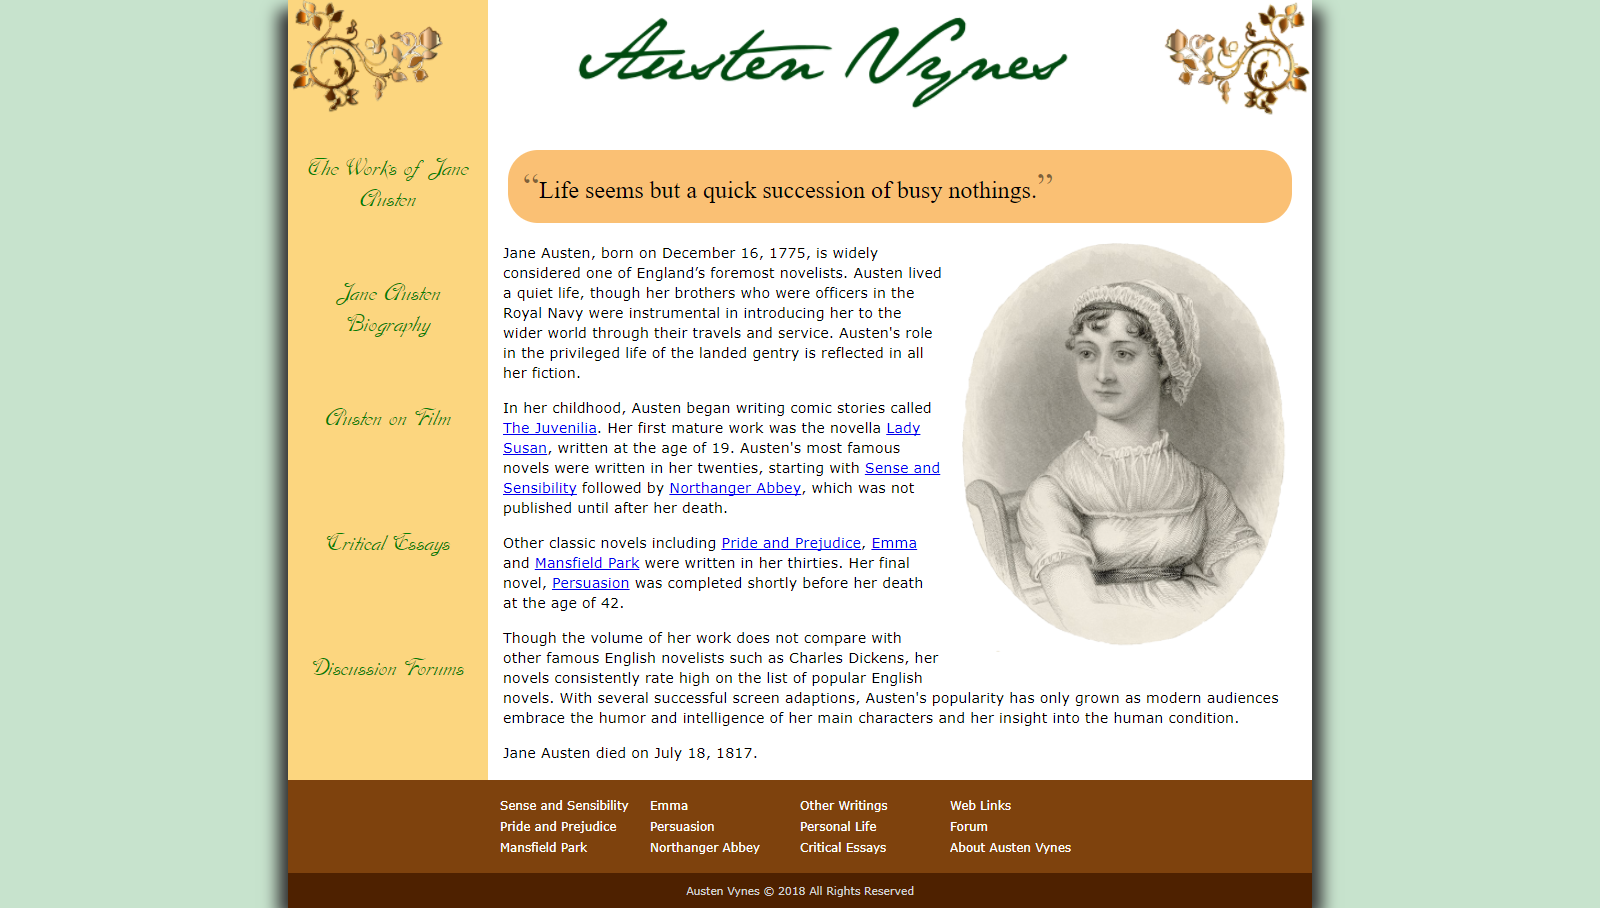 Austen Vynes
The Works of Jane
Austen
Jane Austen
Biography
Austen on Film
Critical Essays
Discussion Forums
“Life seems but a quick succession of busy nothings.”
Jane Austen, born on December 16, 1775, is widely
considered one of England’s foremost novelists. Austen lived
a quiet life, though her brothers who were officers in the
Royal Navy were instrumental in introducing her to the
wider world through their travels and service. Austen's role
in the privileged life of the landed gentry is reflected in all
her fiction.
In her childhood, Austen began writing comic stories called
The Juvenilia. Her first mature work was the novella Lady
Susan, written at the age of 19. Austen's most famous
novels were written in her twenties, starting with Sense and
Sensibility followed by Northanger Abbey, which was not
published until after her death.
Other classic novels including Pride and Prejudice, Emma
and Mansfield Park were written in her thirties. Her final
novel, Persuasion was completed shortly before her death
at the age of 42.
Though the volume of her work does not compare with
other famous English novelists such as Charles Dickens, her
novels consistently rate high on the list of popular English
novels. With several successful screen adaptions, Austen's popularity has only grown as modern audiences
embrace the humor and intelligence of her main characters and her insight into the human condition.
Jane Austen died on July 18, 1817.
Sense and Sensibility Emma Other Writings Web Links
Pride and Prejudice Persuasion Personal Life Forum
Mansfield Park Northanger Abbey Critical Essays About Austen Vynes
Austen Vynes © 2018 All Rights Reserved